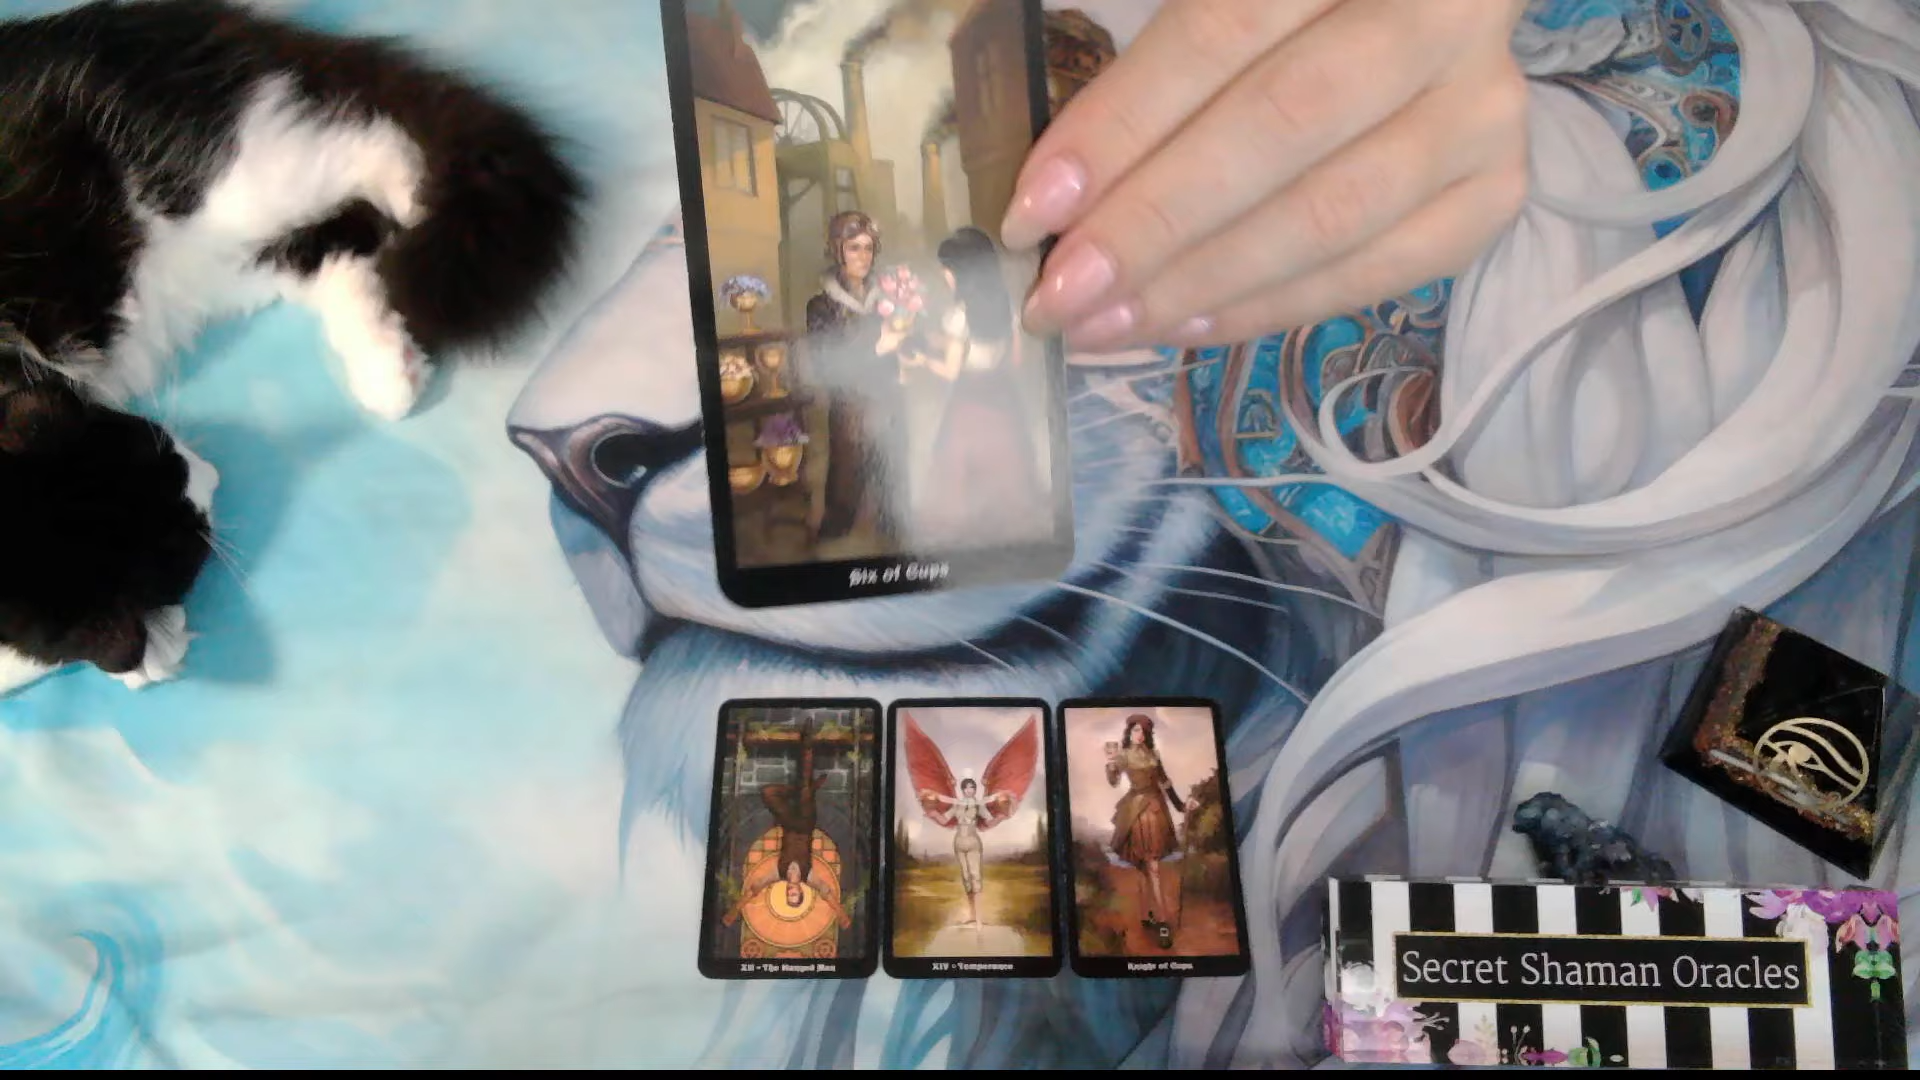 Six of Cups
XII - The Hanged Man
XIV - Temperance
Knight of Cups
Secret Shaman Oracles